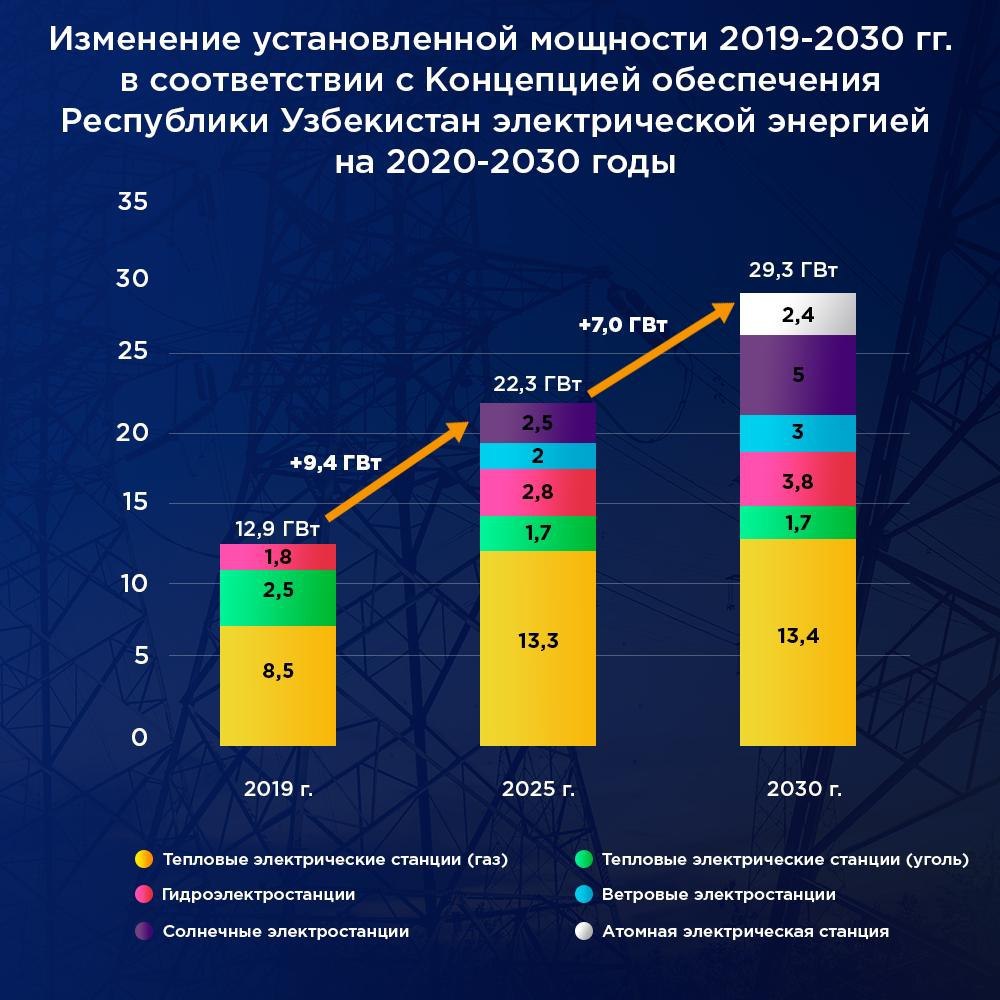 Изменение установленной мощности 2019-2030 гг.
в соответствии с Концепцией обеспечения
Республики Узбекистан электрической энергией
на 2020-2030 годы
35
30
25
20
15
10
5
0
12,9 ГВт
1,8
2,5
8,5
+9,4 ГВт
22,3 ГВт
2,5
2
2,8
1,7
13,3
+7,0 ГВт
29,3 ГВт
2,4
5
3
3,8
1,7
13,4
2019 г.
2025 г.
2030 г.
Тепловые электрические станции (газ)
Тепловые электрические станции (уголь)
Гидроэлектростанции
Ветровые электростанции
Солнечные электростанции
Атомная электрическая станция